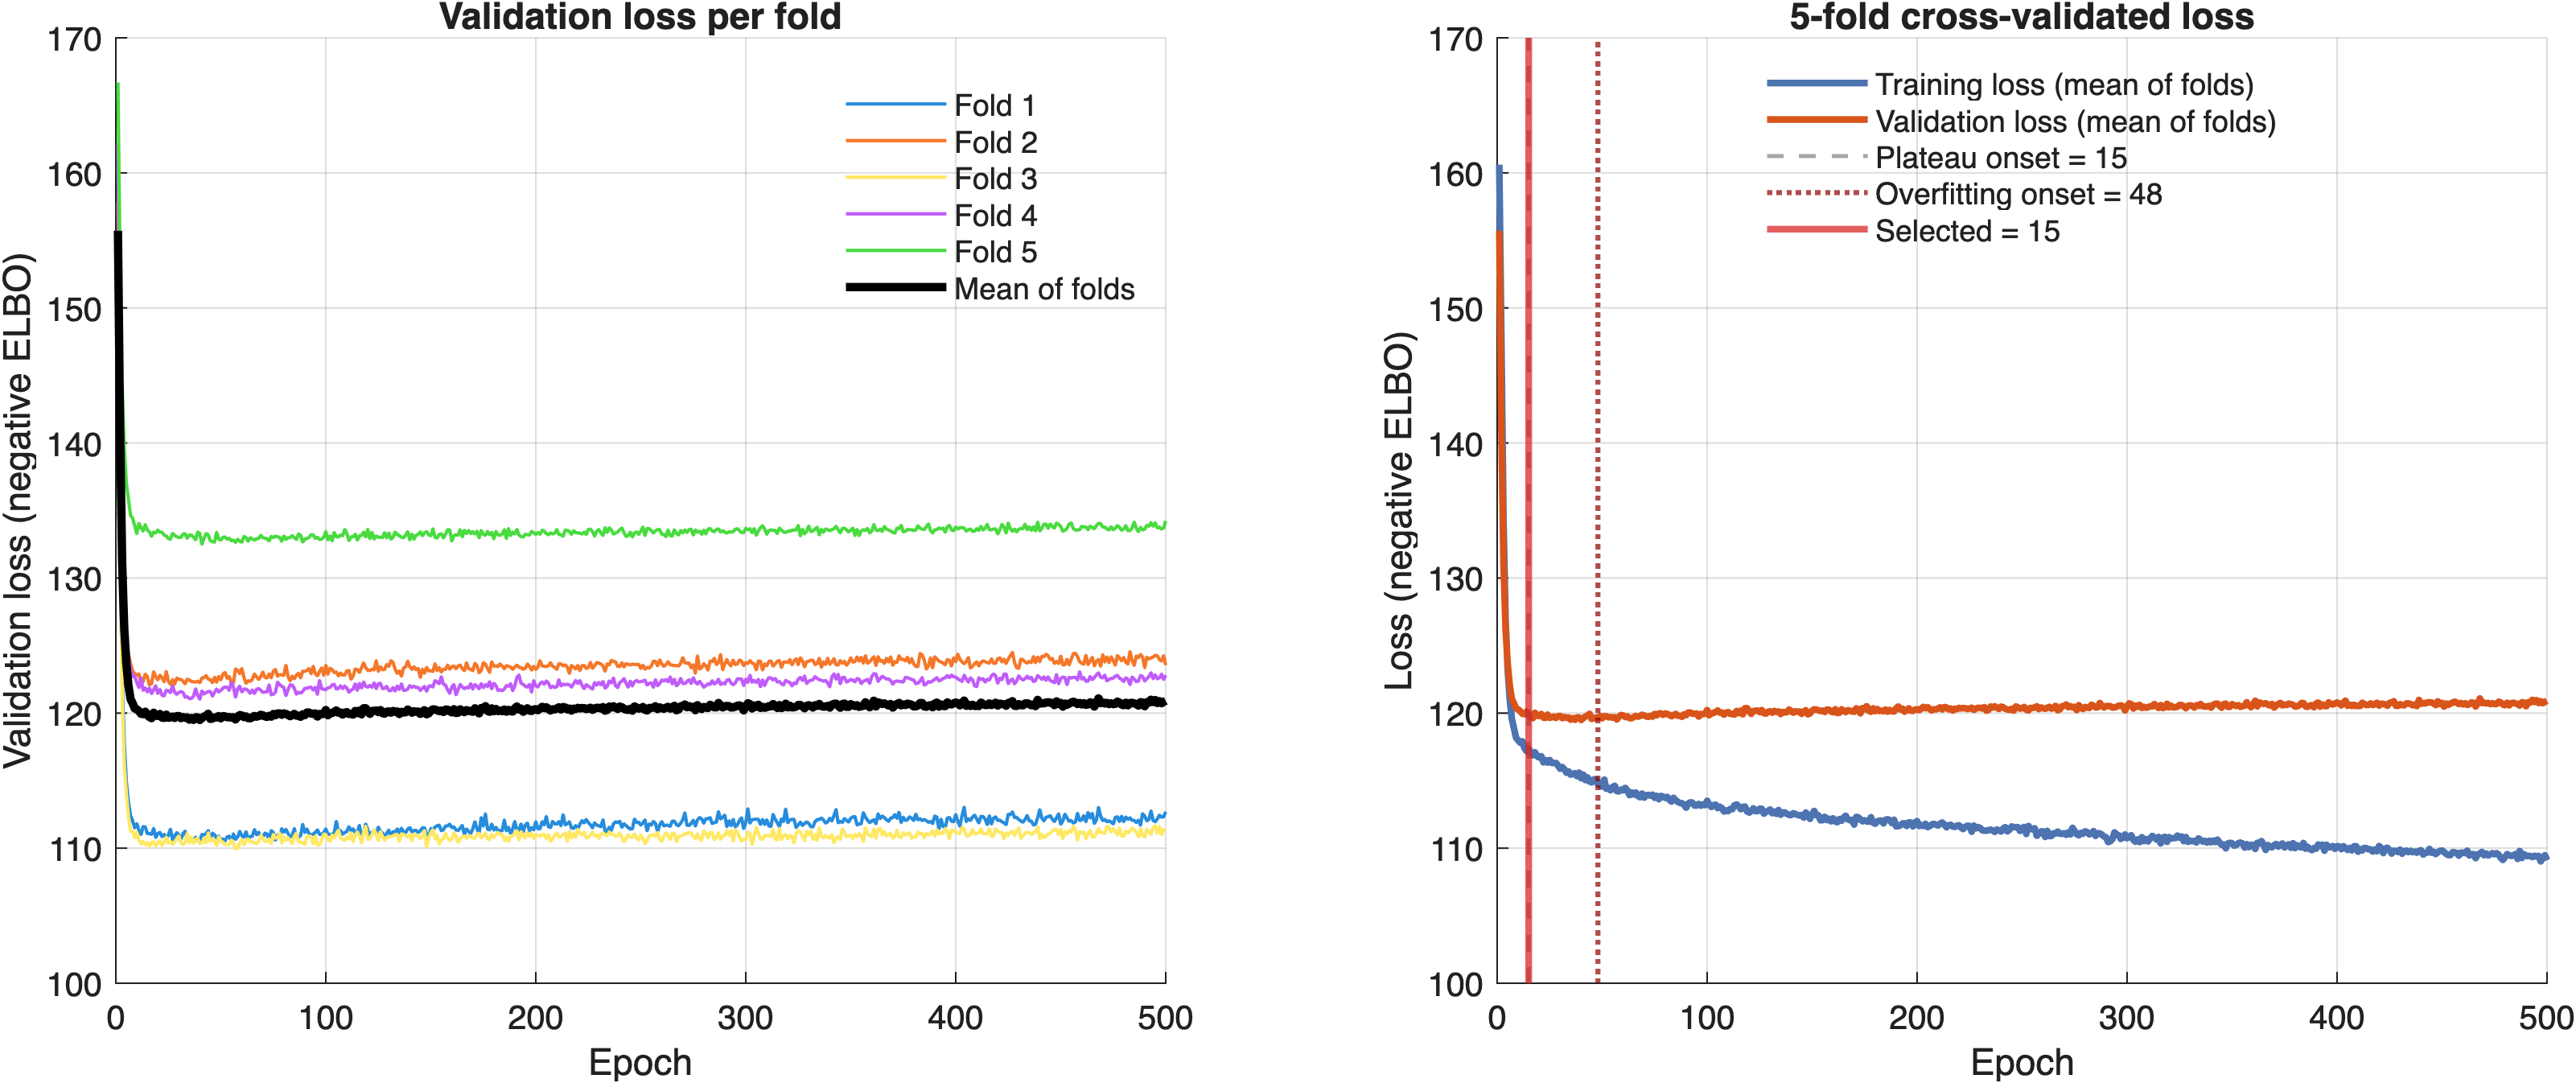 Validation loss per fold
Validation loss (negative ELBO)
170
160
150
140
130
120
110
100
0
100
200
300
400
500
Epoch
Fold 1
Fold 2
Fold 3
Fold 4
Fold 5
Mean of folds
5-fold cross-validated loss
Loss (negative ELBO)
170
160
150
140
130
120
110
100
0
100
200
300
400
500
Epoch
Training loss (mean of folds)
Validation loss (mean of folds)
Plateau onset = 15
Overfitting onset = 48
Selected = 15